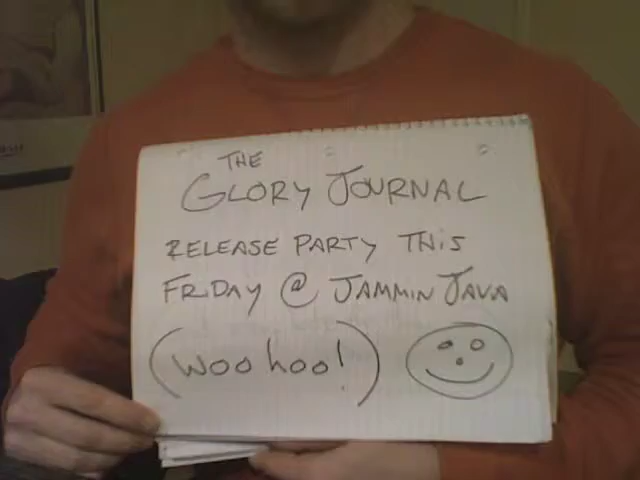 THE
GLORY JOURNAL
RELEASE PARTY THIS
FRIDAY @ JAMMIN JAVA
(woo hoo!)